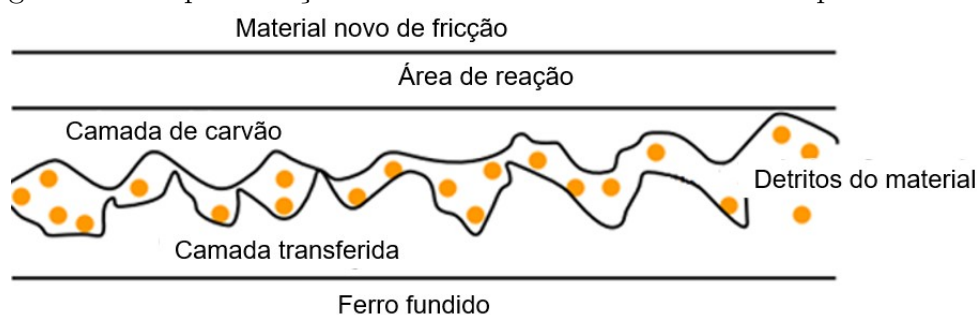 Material novo de fricção
Área de reação
Camada de carvão
Detritos do material
Camada transferida
Ferro fundido